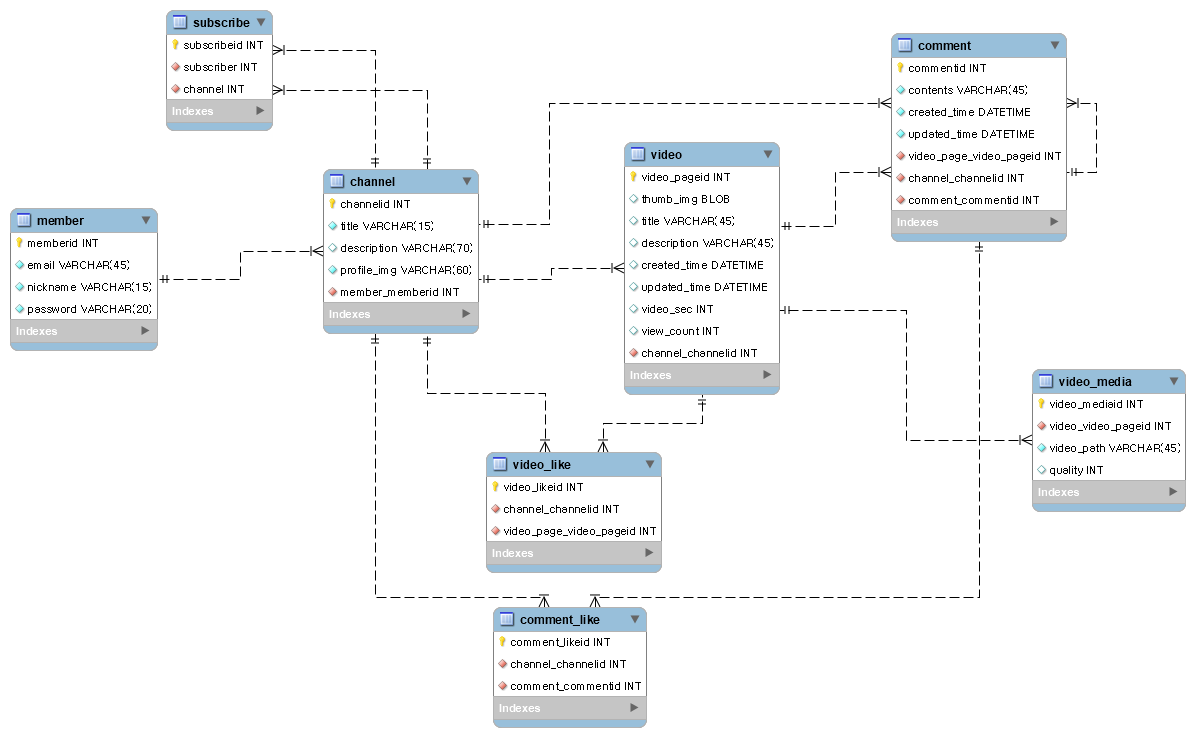 subscribe
subscribeid INT
subscriber INT
channel INT
Indexes
comment
commentid INT
contents VARCHAR(45)
created_time DATETIME
updated_time DATETIME
video_page_video_pageid INT
channel_channelid INT
comment_commentid INT
Indexes
video
video_pageid INT
thumb_img BLOB
title VARCHAR(45)
description VARCHAR(45)
created_time DATETIME
updated_time DATETIME
video_sec INT
view_count INT
channel_channelid INT
Indexes
channel
channelid INT
title VARCHAR(15)
description VARCHAR(70)
profile_img VARCHAR(60)
member_memberid INT
Indexes
member
memberid INT
email VARCHAR(45)
nickname VARCHAR(15)
password VARCHAR(20)
Indexes
video_media
video_mediaid INT
video_video_pageid INT
video_path VARCHAR(45)
quality INT
Indexes
video_like
video_likeid INT
channel_channelid INT
video_page_video_pageid INT
Indexes
comment_like
comment_likeid INT
channel_channelid INT
comment_commentid INT
Indexes